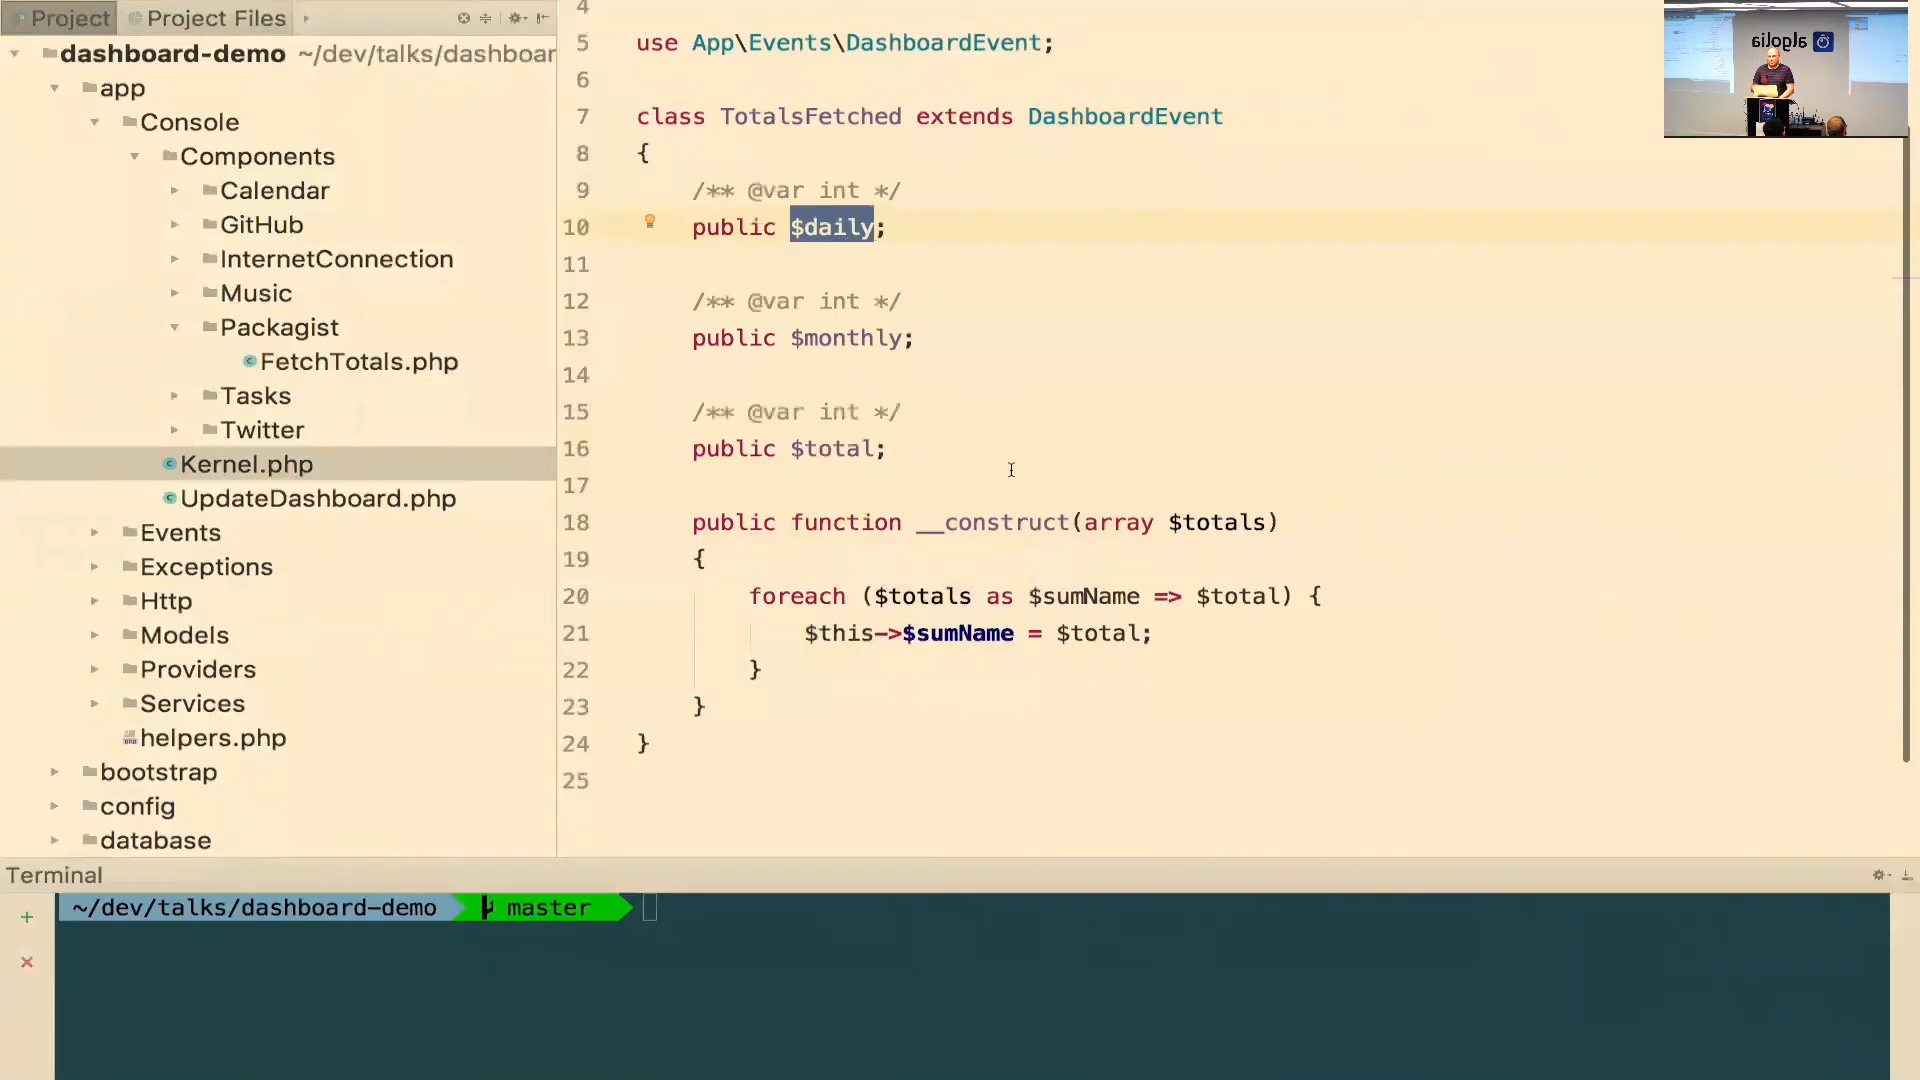 Project
Project Files
dashboard-demo ~/dev/talks/dashboar
app
Console
Components
Calendar
GitHub
InternetConnection
Music
Packagist
FetchTotals.php
Tasks
Twitter
Kernel.php
UpdateDashboard.php
Events
Exceptions
Http
Models
Providers
Services
helpers.php
bootstrap
config
database
4
5 use App\Events\DashboardEvent;
6
7 class TotalsFetched extends DashboardEvent
8 {
9 /** @var int */
10 public $daily;
11
12 /** @var int */
13 public $monthly;
14
15 /** @var int */
16 public $total;
17
18 public function __construct(array $totals)
19 {
20 foreach ($totals as $sumName => $total) {
21 $this->$sumName = $total;
22 }
23 }
24 }
25
algolia
Terminal
~/dev/talks/dashboard-demo master